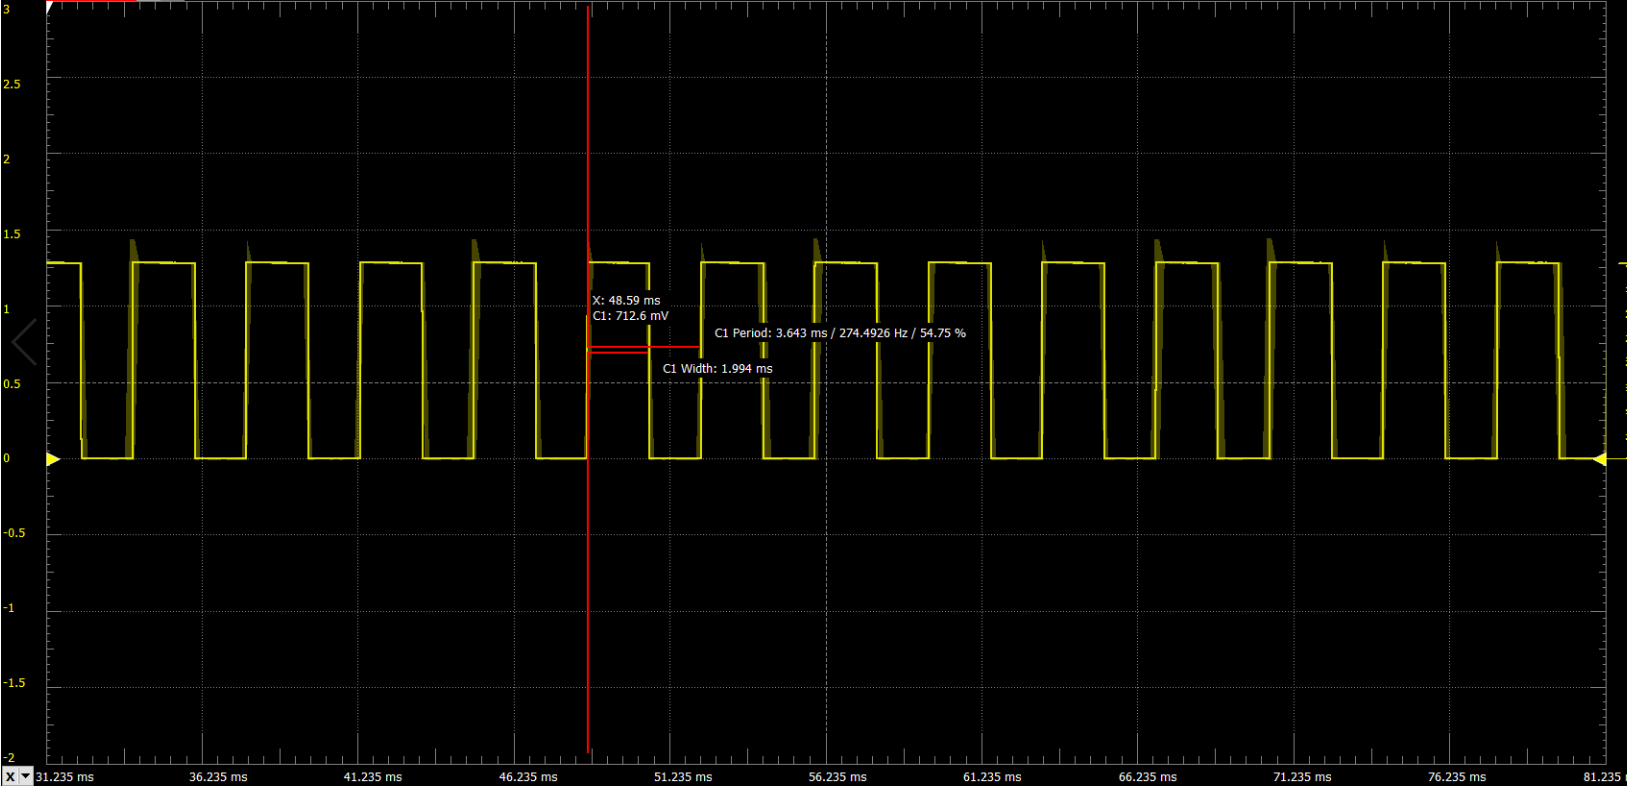 3
2.5
2
1.5
1
0.5
0
-0.5
-1
-1.5
-2
X: 48.59 ms
C1: 712.6 mV
C1 Period: 3.643 ms / 274.4926 Hz / 54.75 %
C1 Width: 1.994 ms
X
31.235 ms
36.235 ms
41.235 ms
46.235 ms
51.235 ms
56.235 ms
61.235 ms
66.235 ms
71.235 ms
76.235 ms
81.235